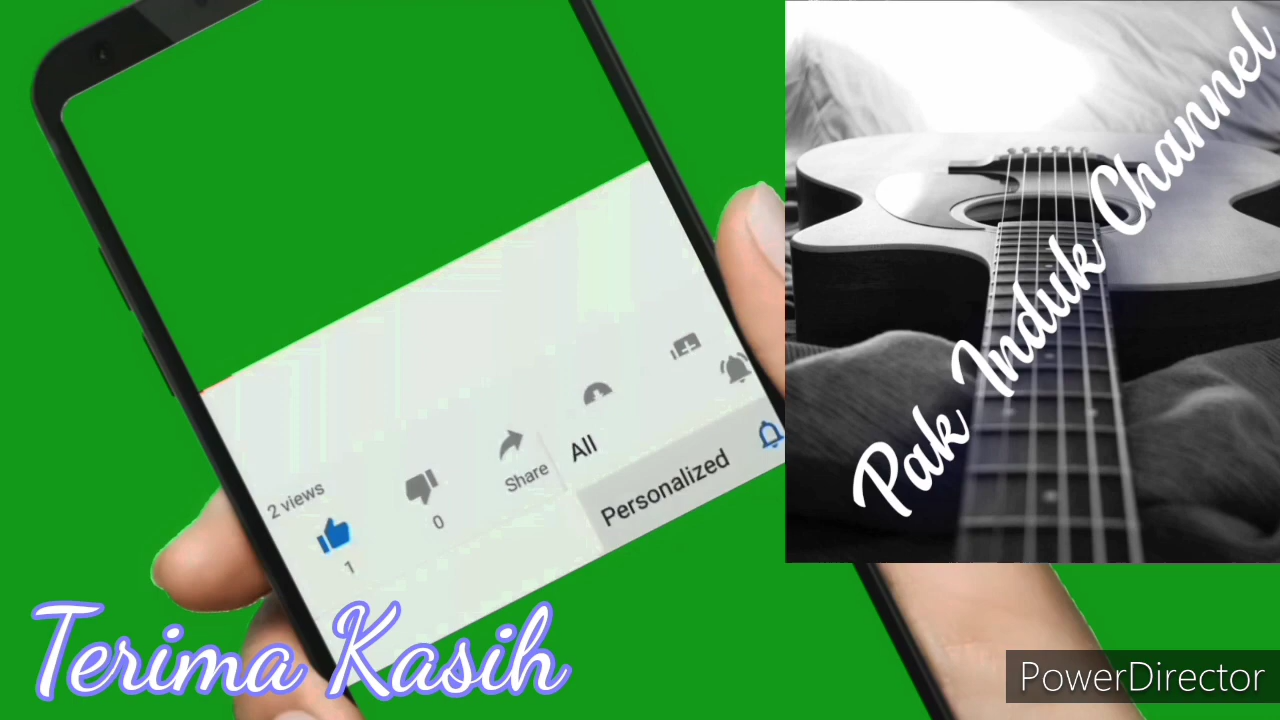 Pak Induk Channel
2 views
1
0
Share
All
Personalized
Terima Kasih
PowerDirector